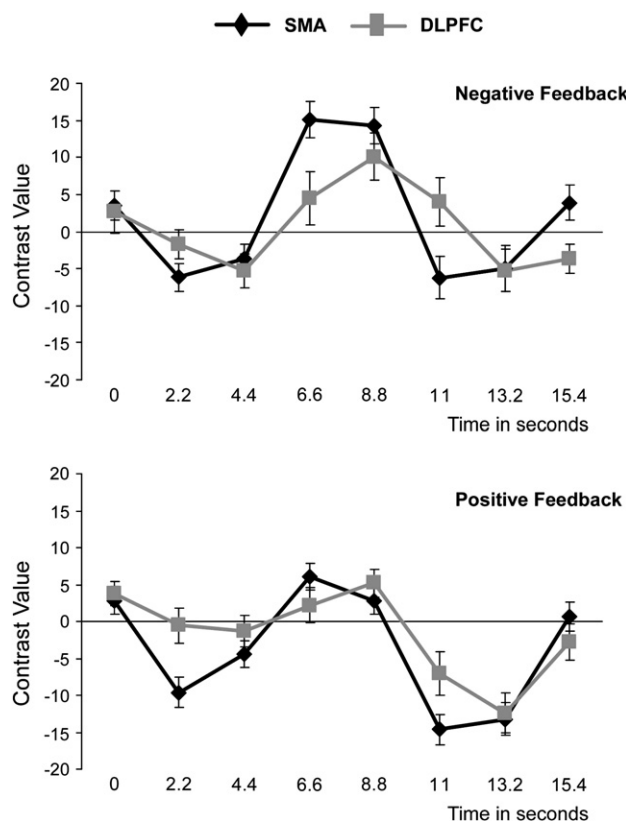 SMA DLPFC
Negative Feedback
Contrast Value
20
15
10
5
0
-5
-10
-15
-20
0 2.2 4.4 6.6 8.8 11 13.2 15.4
Time in seconds
Positive Feedback
Contrast Value
20
15
10
5
0
-5
-10
-15
-20
0 2.2 4.4 6.6 8.8 11 13.2 15.4
Time in seconds